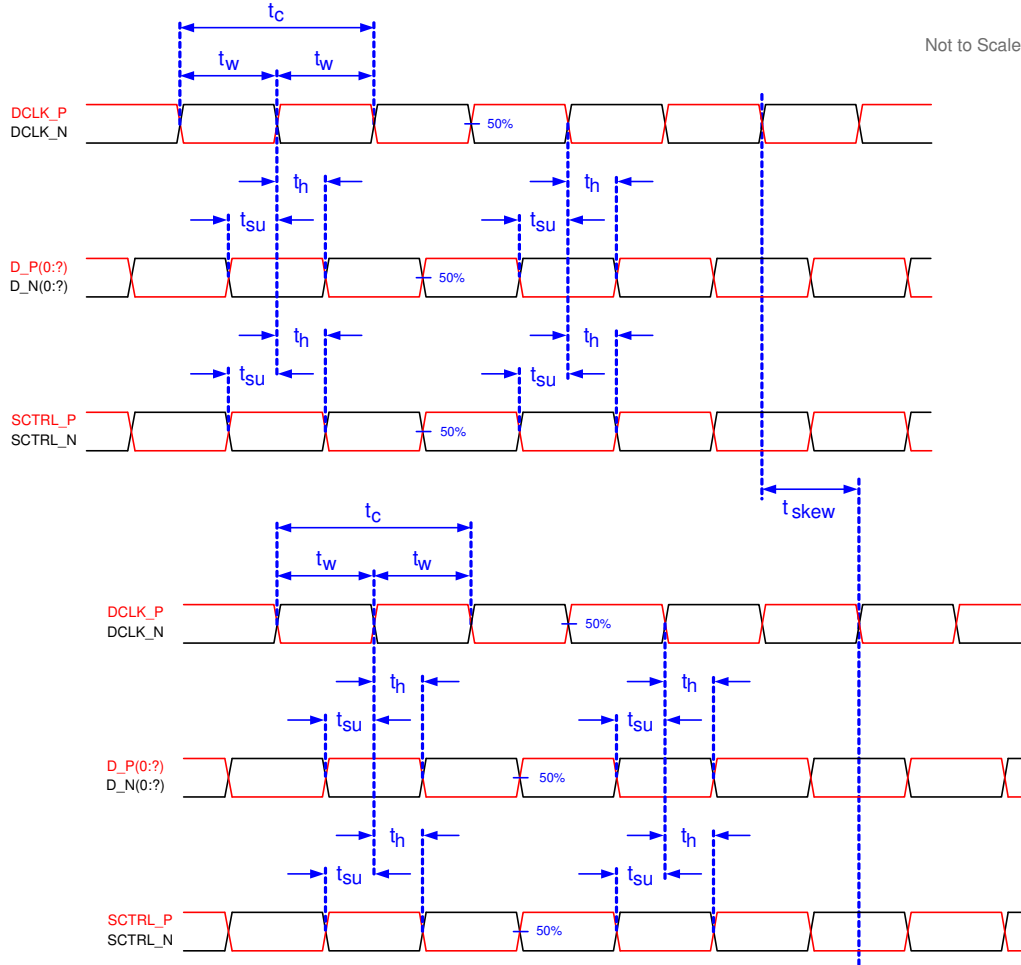 t_c
Not to Scale
t_w t_w
DCLK_P
DCLK_N
50%
t_h t_h
t_su t_su
D_P(0:?)
D_N(0:?)
50%
t_h t_h
t_su t_su
SCTRL_P
SCTRL_N
50%
t_skew
t_c
t_w t_w
DCLK_P
DCLK_N
50%
t_h t_h
t_su t_su
D_P(0:?)
D_N(0:?)
50%
t_h t_h
t_su t_su
SCTRL_P
SCTRL_N
50%